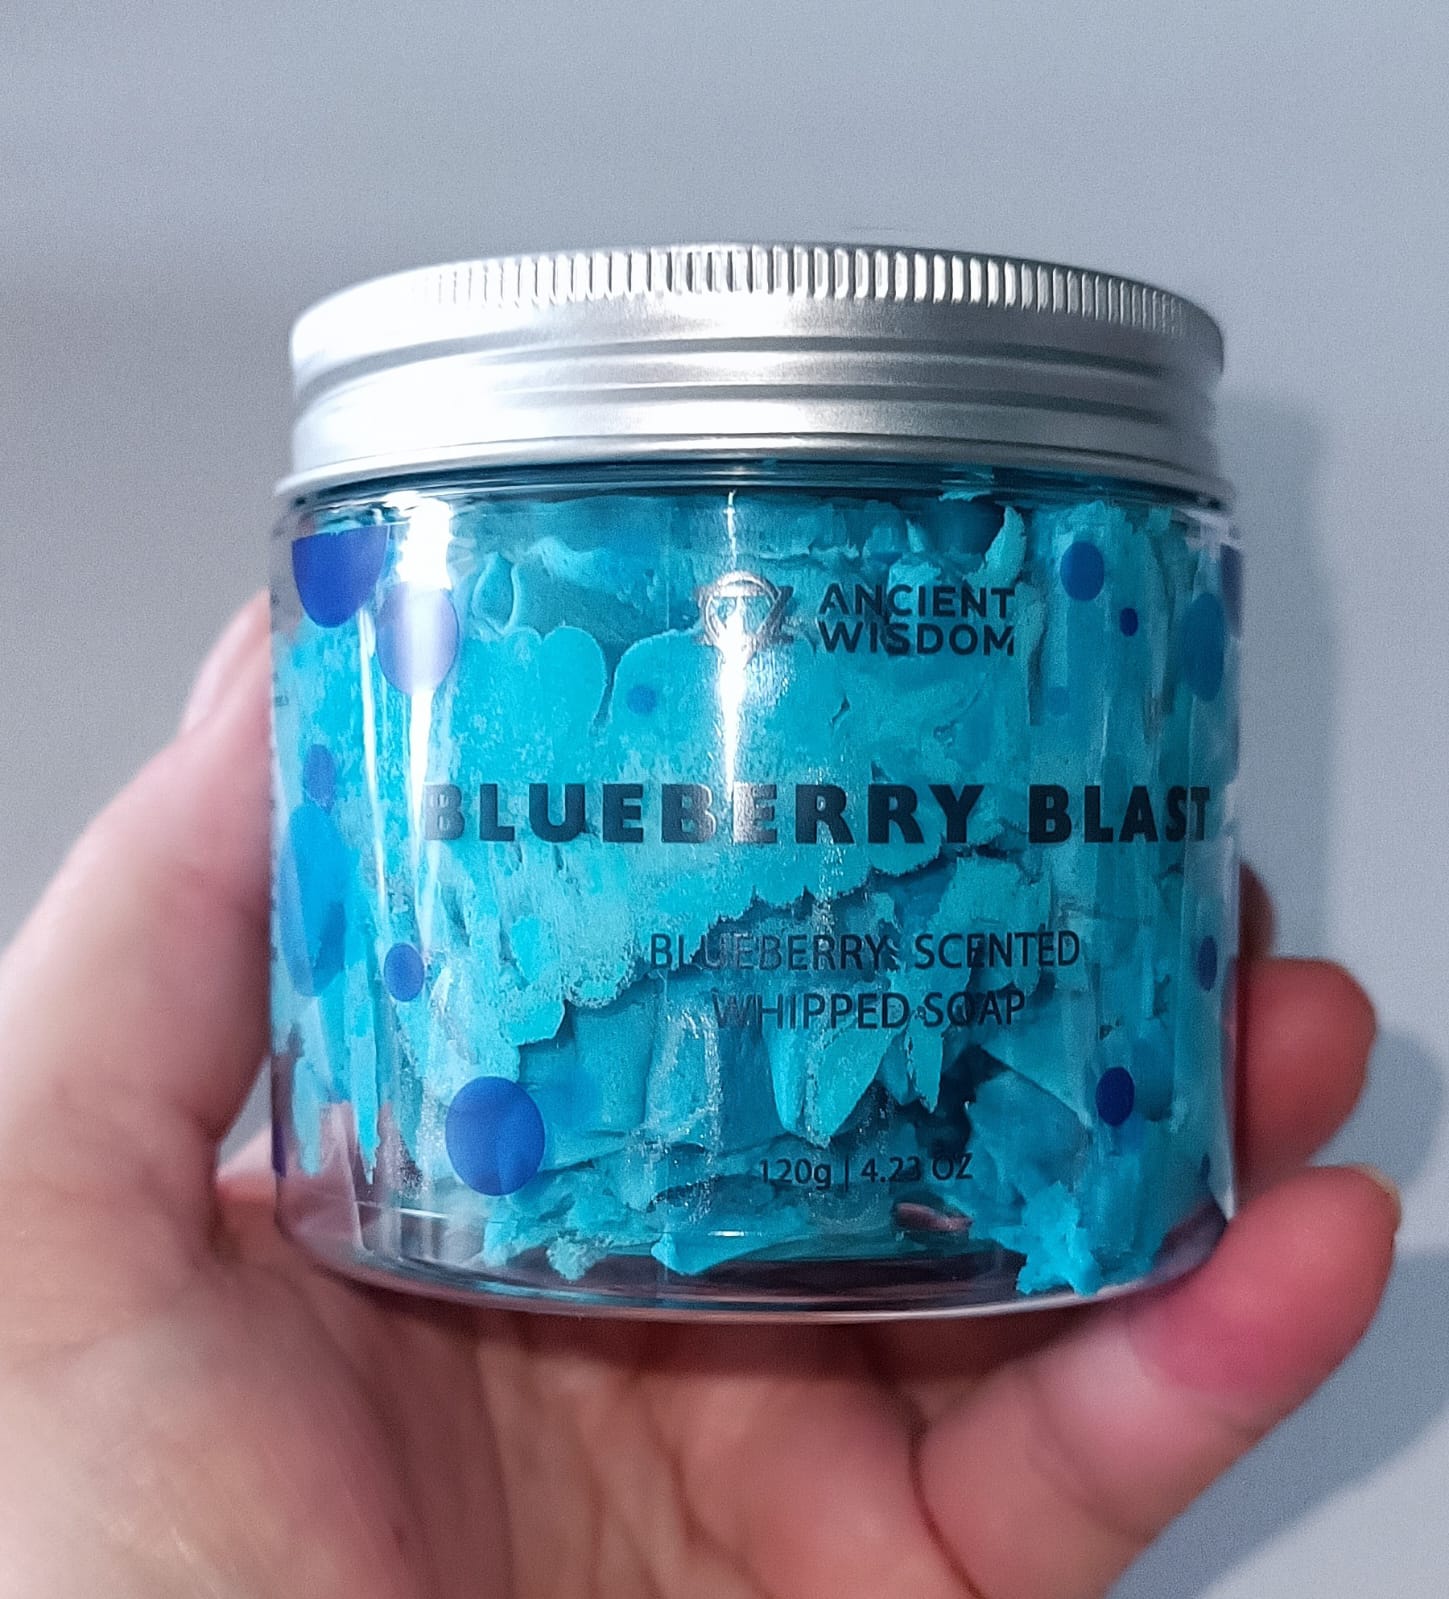 ANCIENT
WISDOM
BLUEBERRY BLAST
BLUEBERRY SCENTED
WHIPPED SOAP
120g | 4.23 OZ